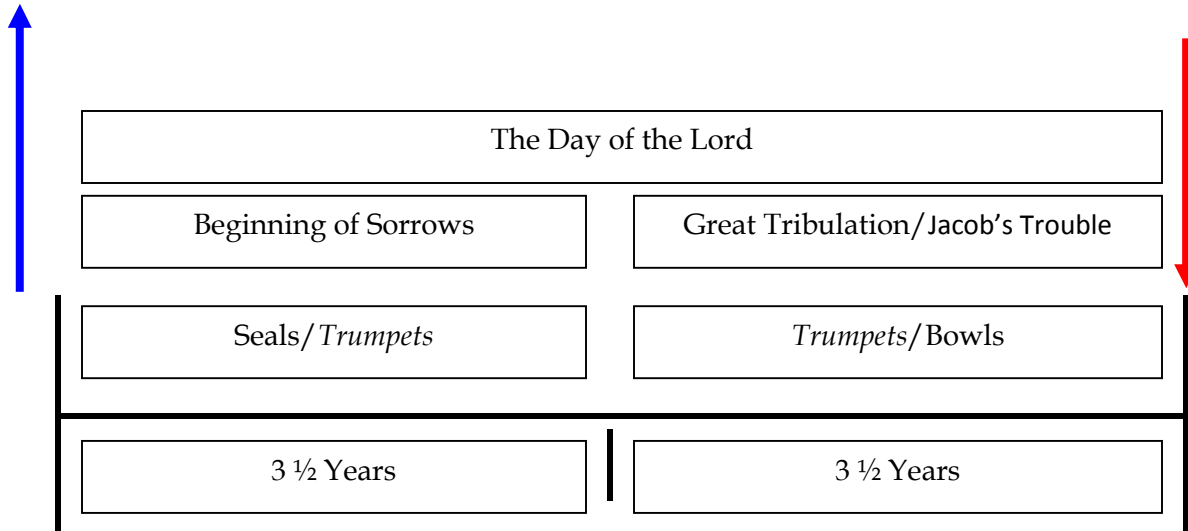 The Day of the Lord
Beginning of Sorrows
Great Tribulation/Jacob’s Trouble
Seals/Trumpets
Trumpets/Bowls
3 ½ Years
3 ½ Years